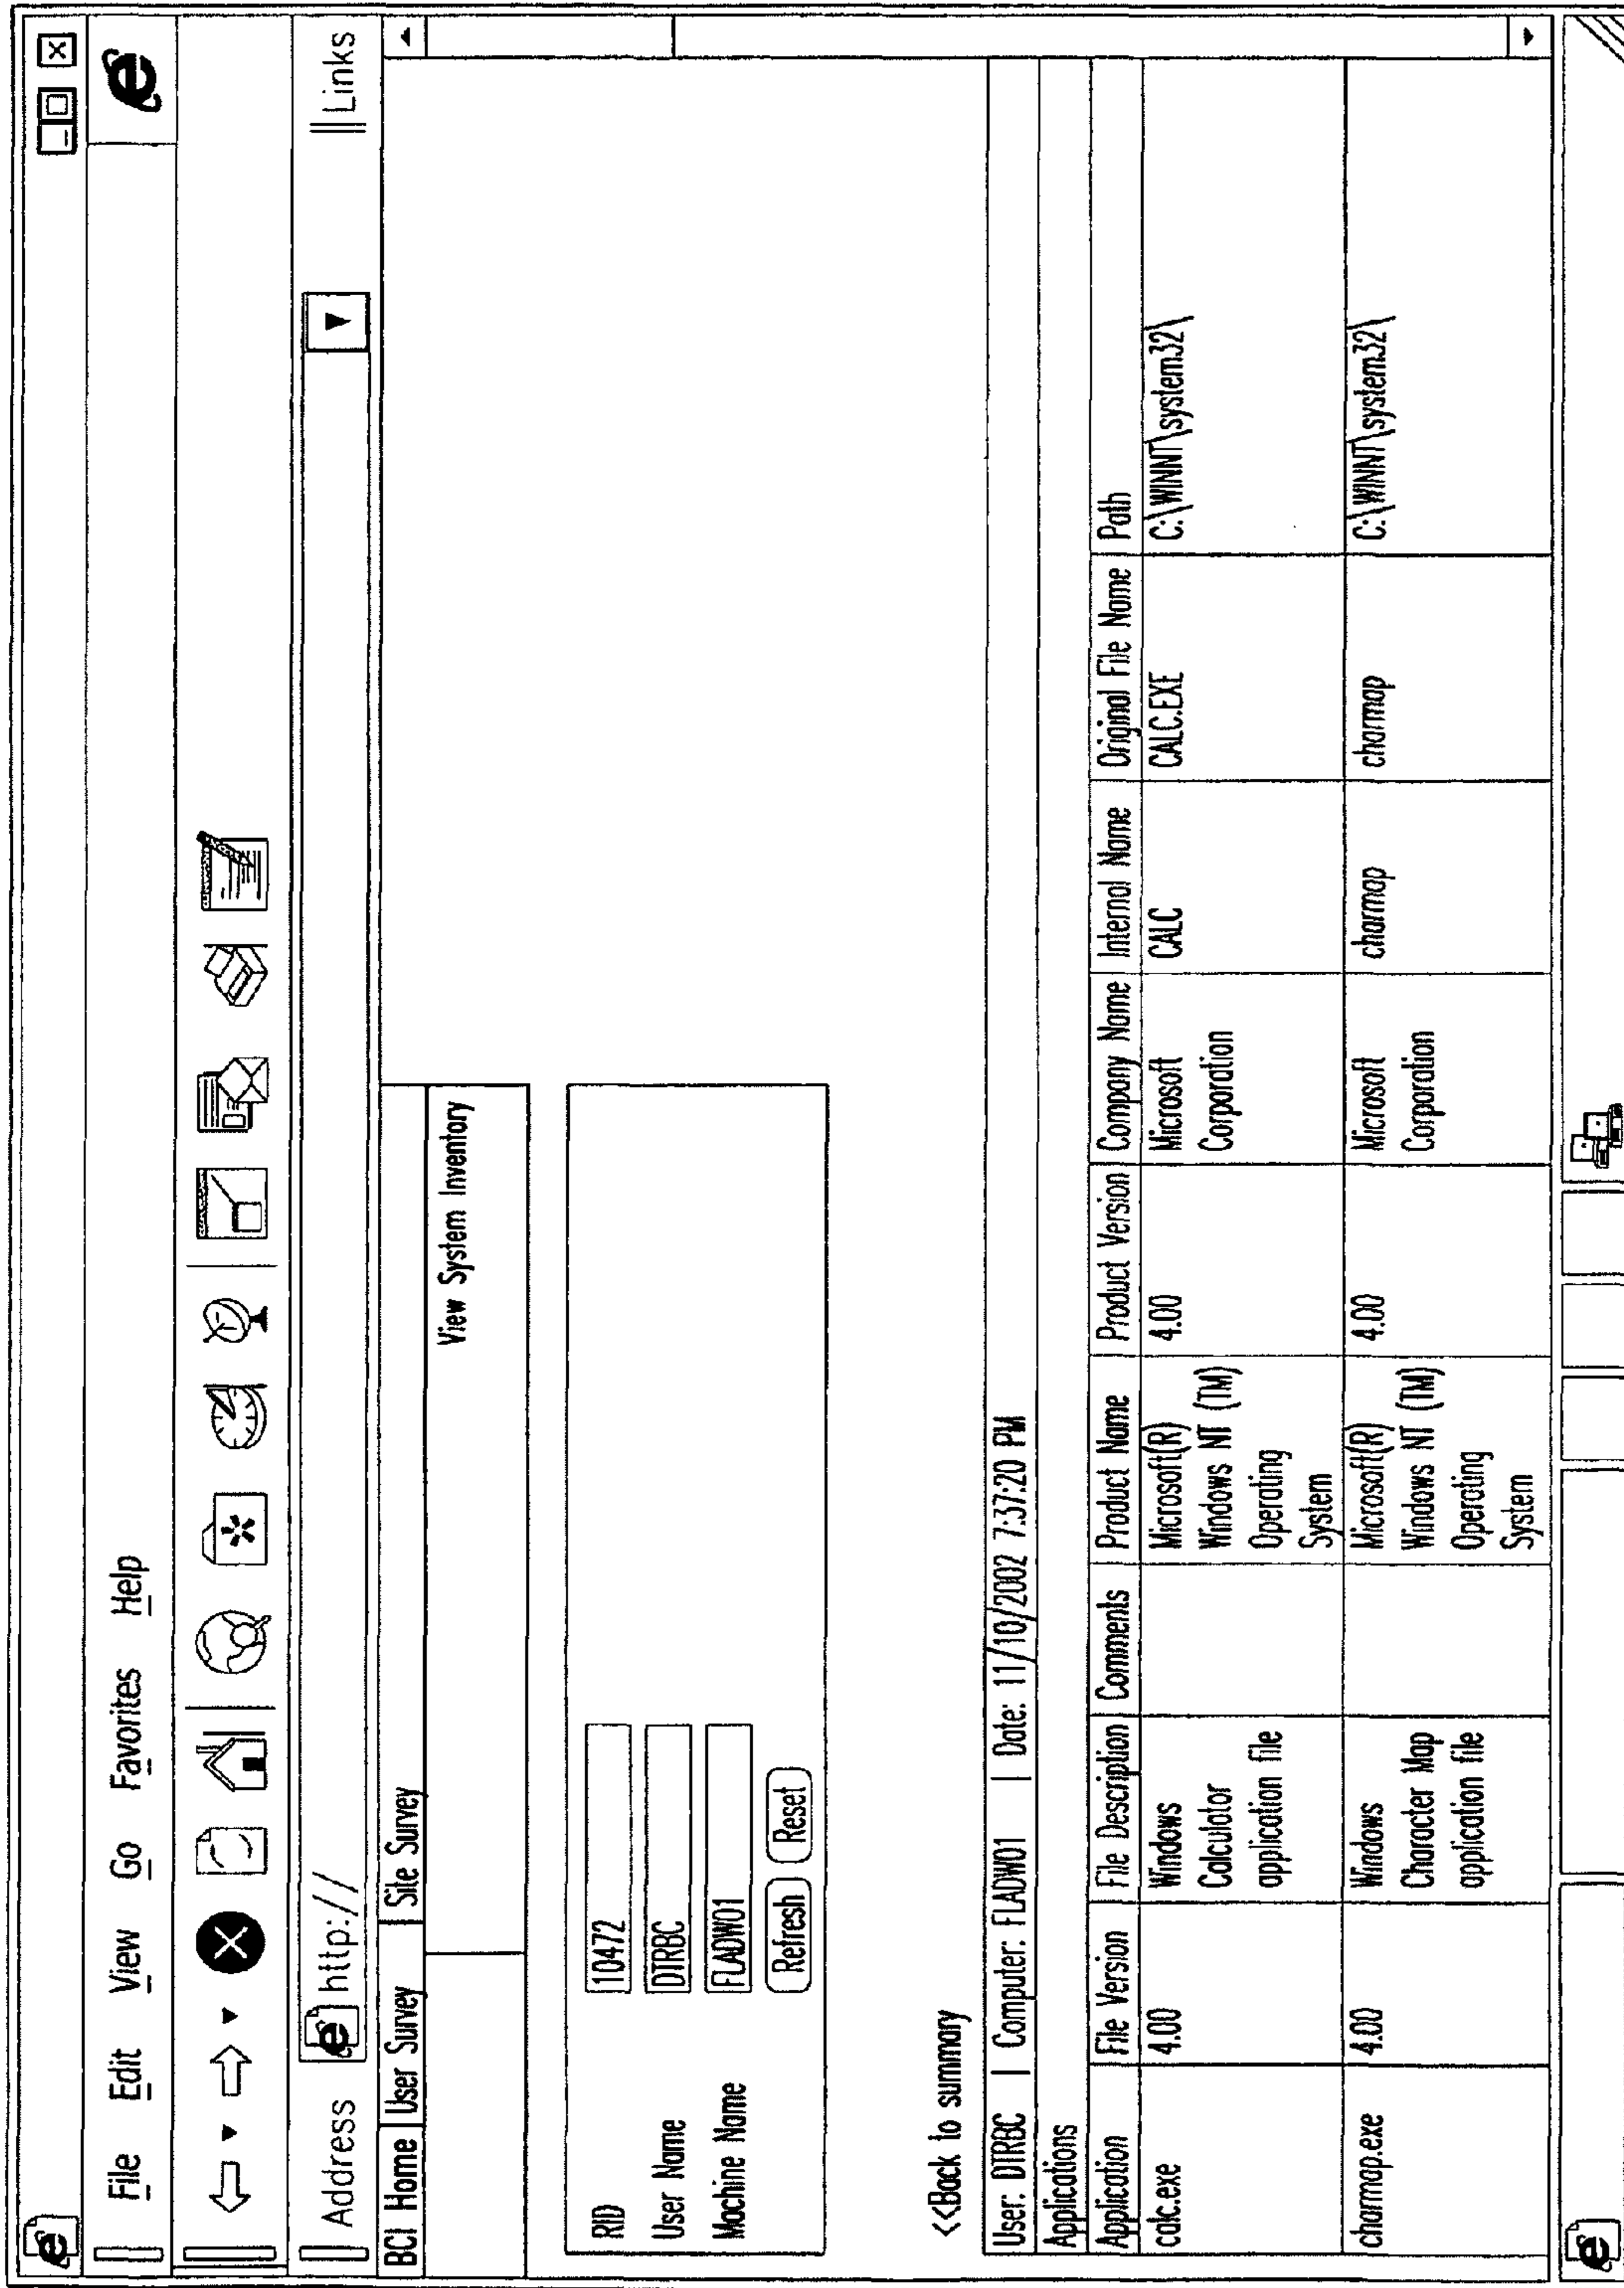 File Edit View Go Favorites Help
Address http:// Links
BCI Home User Survey Site Survey
View System Inventory
RID 10472
User Name DTRBC
Machine Name FLADW01
Refresh Reset
<<Back to summary
User: DTRBC | Computer: FLADW01 | Date: 11/10/2002 7:37:20 PM
Applications
Application File Version File Description Comments Product Name Product Version Company Name Internal Name Original File Name Path
calc.exe 4.00 Windows Microsoft(R) 4.00 Microsoft CALC CALC.EXE C:\WINNT\system32\
Calculator Windows NT (TM) Corporation
application file Operating
System
charmap.exe 4.00 Windows Microsoft(R) 4.00 Microsoft charmap charmap C:\WINNT\system32\
Character Map Windows NT (TM) Corporation
application file Operating
System